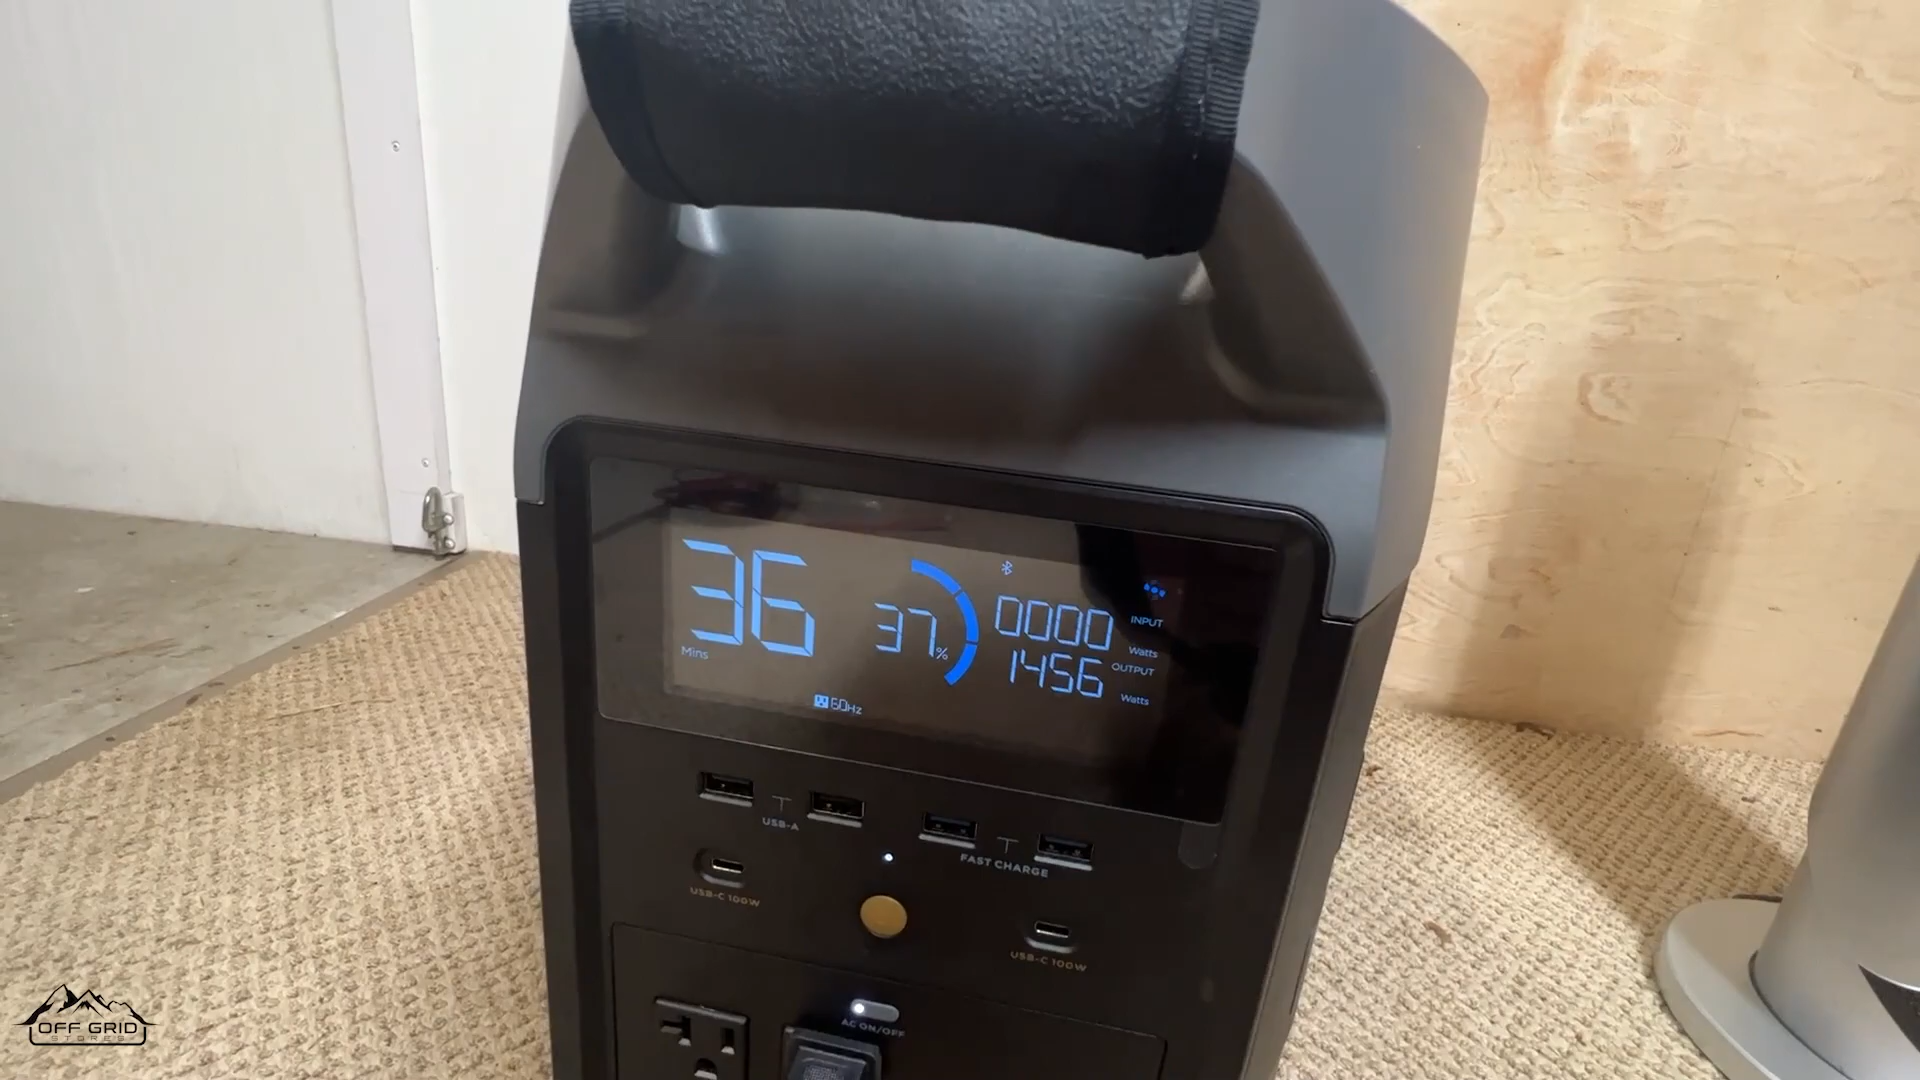 36
Mins
37%
0000
INPUT
Watts
1456
OUTPUT
Watts
60Hz
USB-A
FAST CHARGE
USB-C 100W
USB-C 100W
AC ON/OFF
OFF GRID
STORES